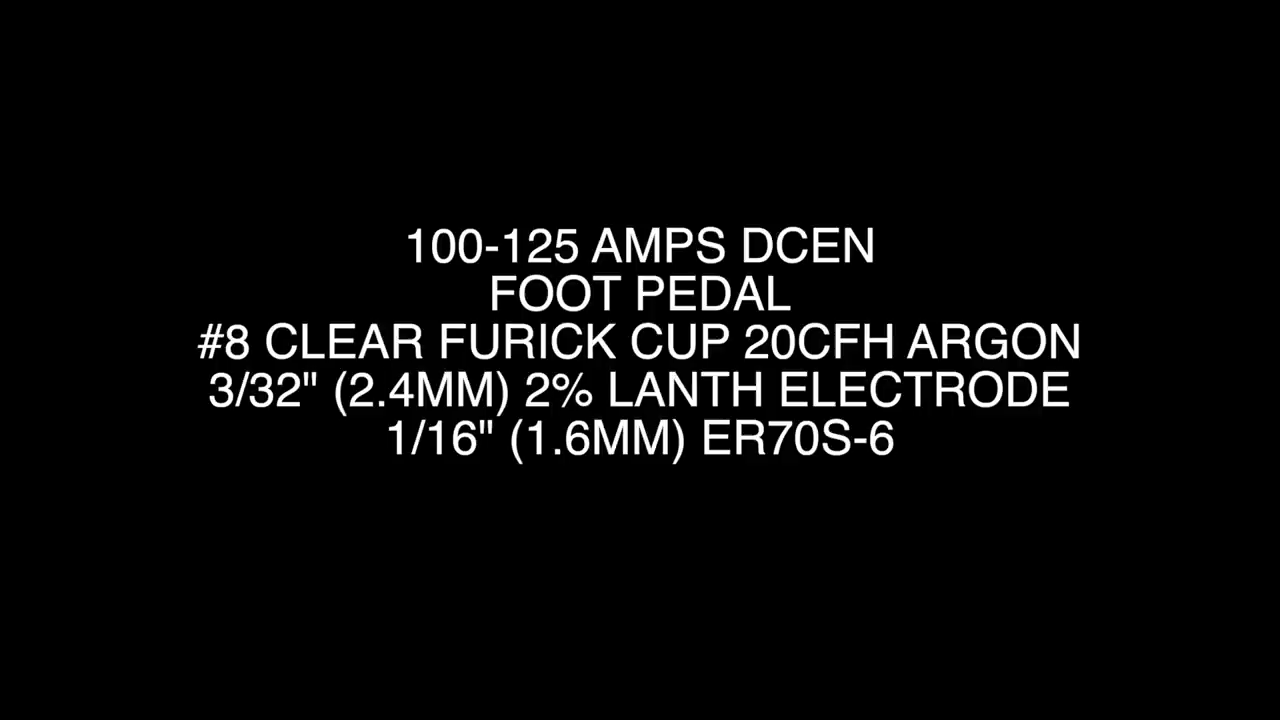 100-125 AMPS DCEN
FOOT PEDAL
#8 CLEAR FURICK CUP 20CFH ARGON
3/32" (2.4MM) 2% LANTH ELECTRODE
1/16" (1.6MM) ER70S-6